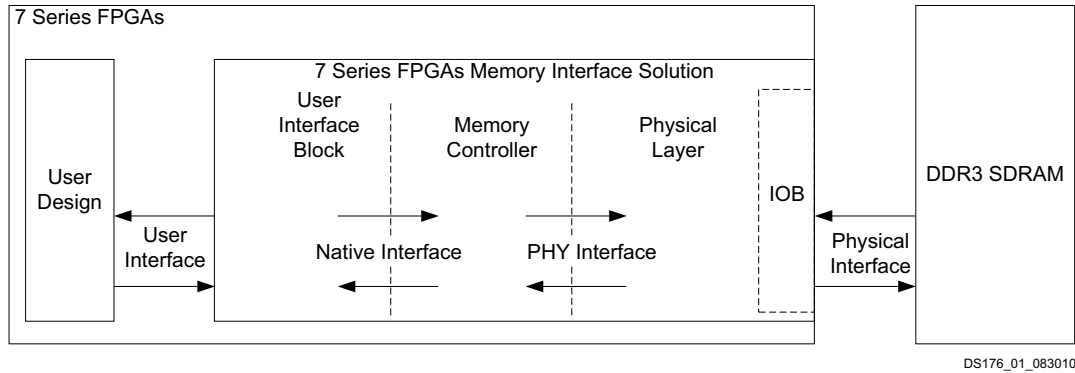 7 Series FPGAs
7 Series FPGAs Memory Interface Solution
User
Interface
Block
Memory
Controller
Physical
Layer
User
Design
IOB
DDR3 SDRAM
User
Interface
Native Interface
PHY Interface
Physical
Interface
DS176_01_083010